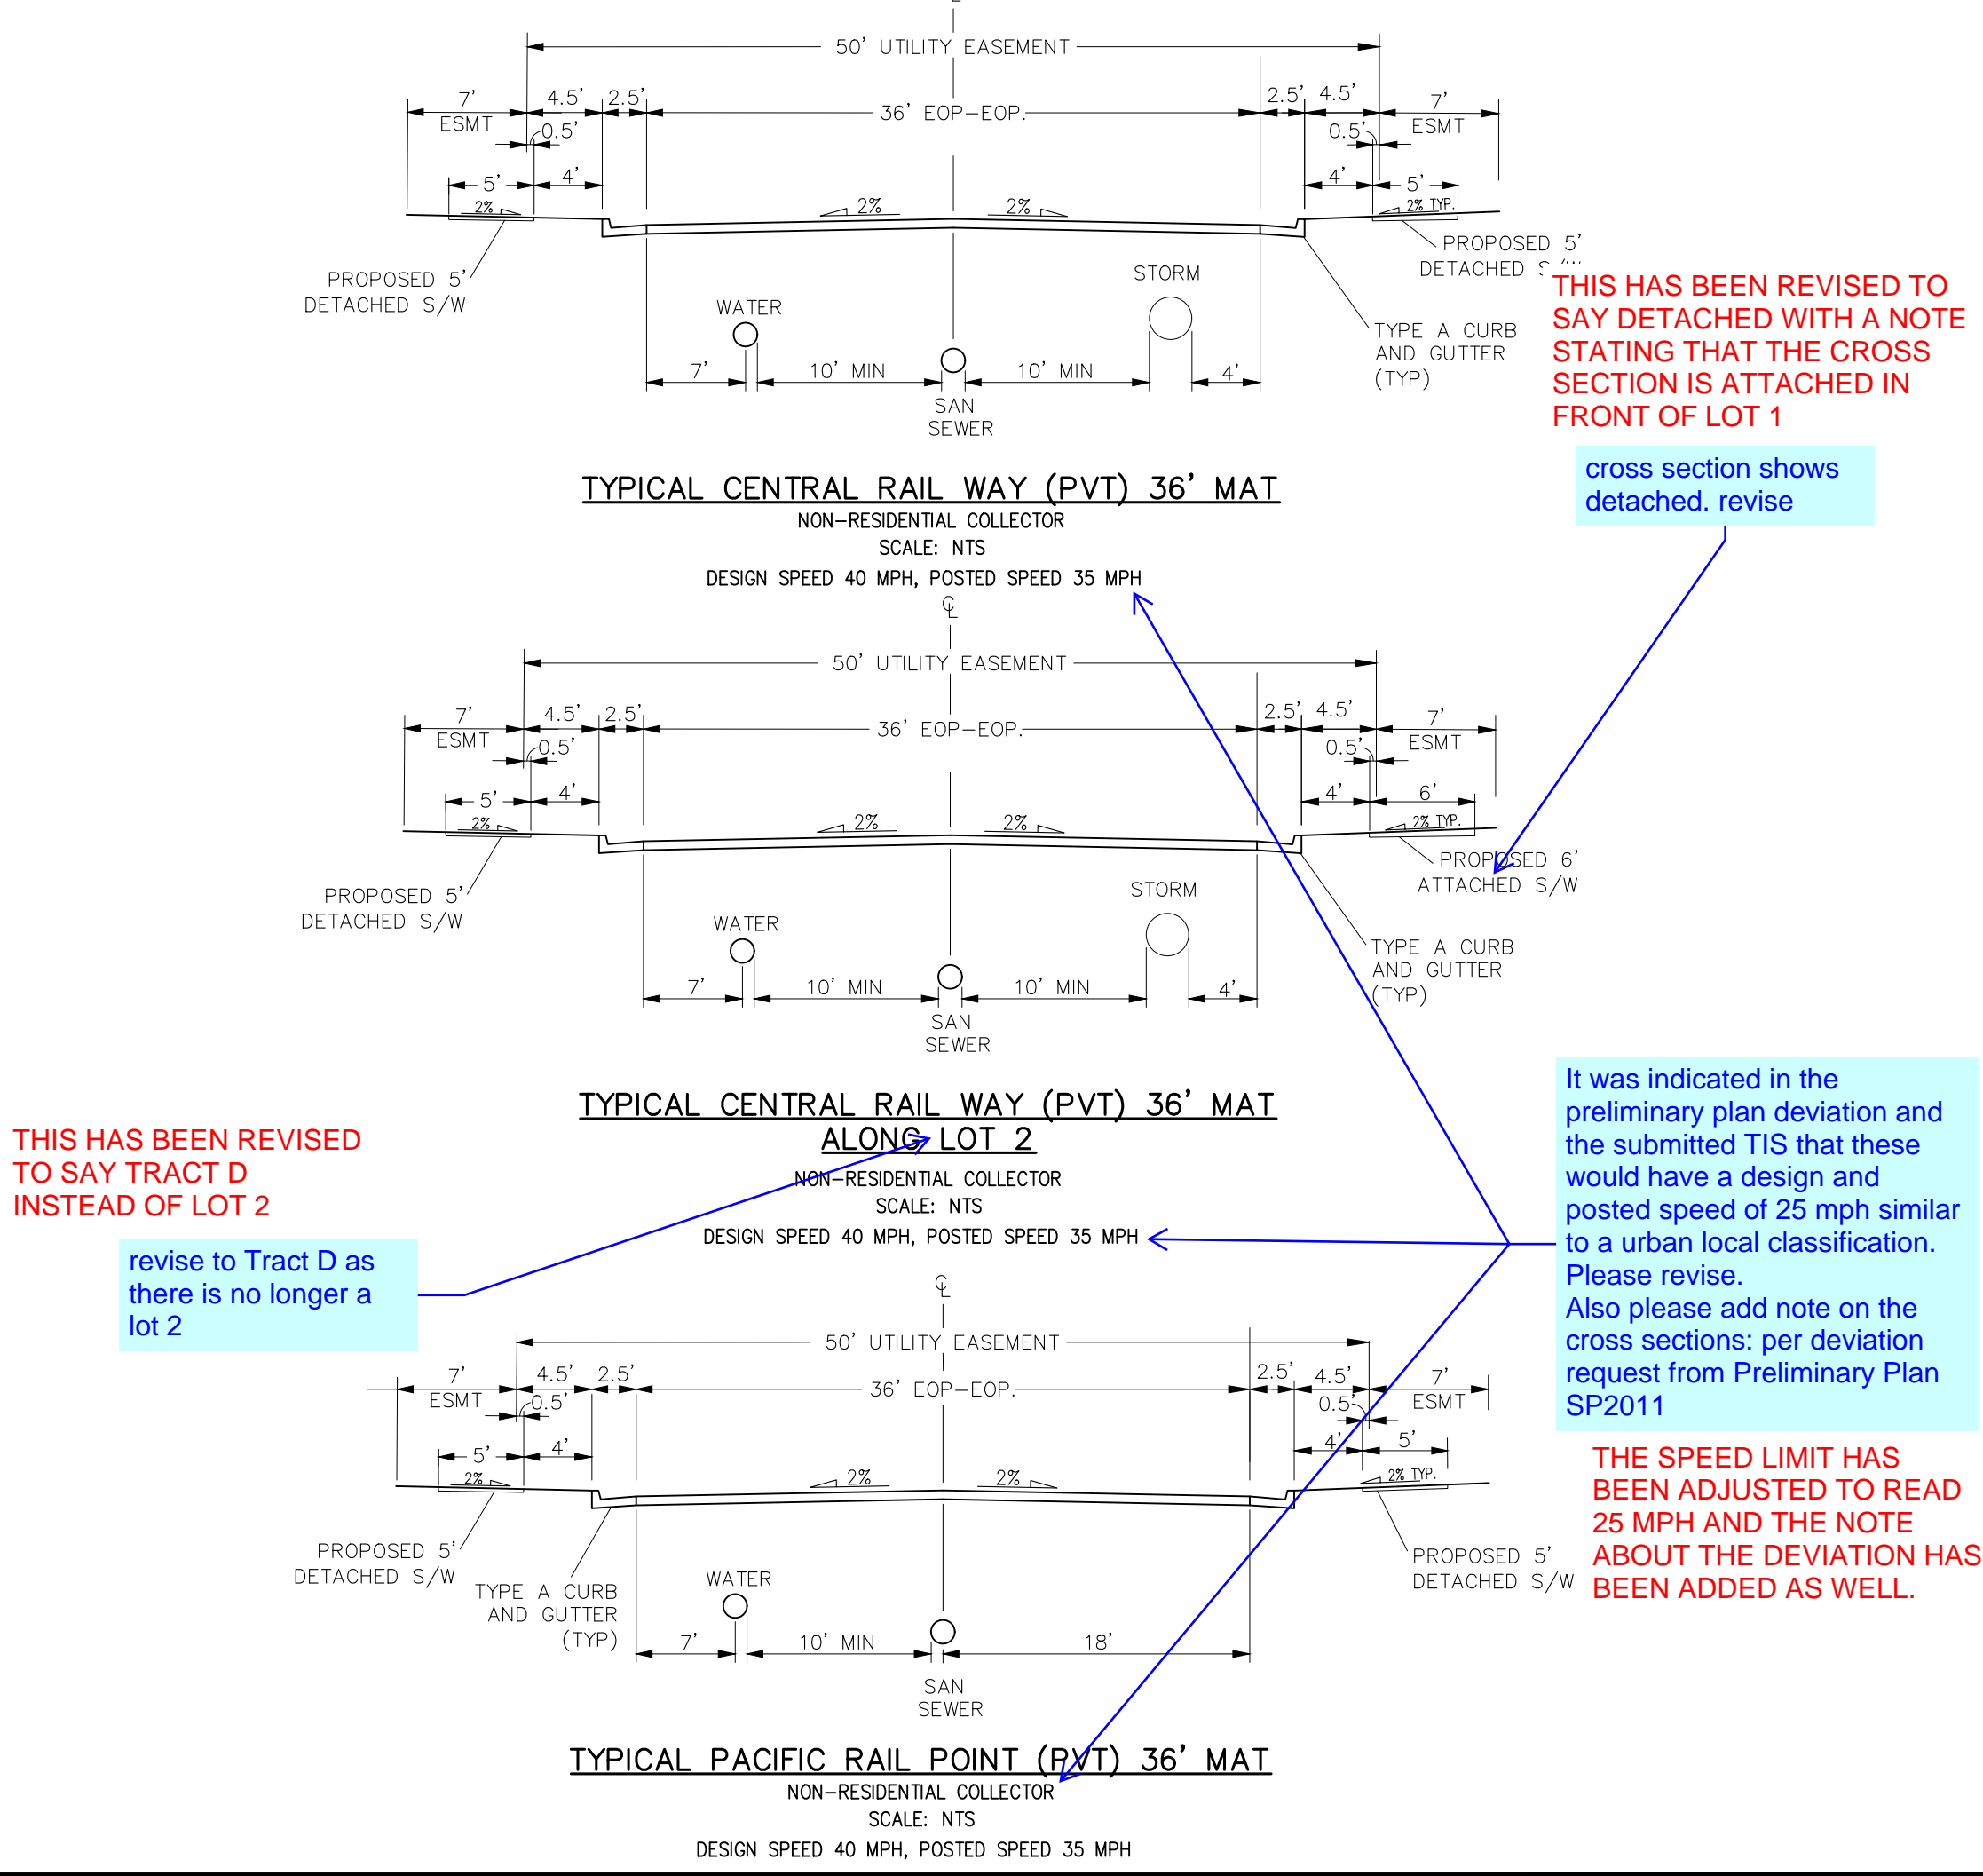 50' UTILITY EASEMENT
7' 4.5' 2.5' 36' EOP-EOP. 2.5' 4.5' 7'
ESMT 0.5' 0.5' ESMT
5' 4' 4' 5'
2% 2% 2% 2% TYP.
PROPOSED 5'
DETACHED S/W
PROPOSED 5'
DETACHED
STORM
WATER
TYPE A CURB
AND GUTTER
(TYP)
7' 10' MIN 10' MIN 4'
SAN
SEWER
THIS HAS BEEN REVISED TO
SAY DETACHED WITH A NOTE
STATING THAT THE CROSS
SECTION IS ATTACHED IN
FRONT OF LOT 1
cross section shows
detached. revise
TYPICAL CENTRAL RAIL WAY (PVT) 36' MAT
NON-RESIDENTIAL COLLECTOR
SCALE: NTS
DESIGN SPEED 40 MPH, POSTED SPEED 35 MPH
℄
50' UTILITY EASEMENT
7' 4.5' 2.5' 36' EOP-EOP. 2.5' 4.5' 7'
ESMT 0.5' 0.5' ESMT
5' 4' 4' 6'
2% 2% 2% 2% TYP.
PROPOSED 5'
DETACHED S/W
PROPOSED 6'
ATTACHED S/W
STORM
WATER
TYPE A CURB
AND GUTTER
(TYP)
7' 10' MIN 10' MIN 4'
SAN
SEWER
TYPICAL CENTRAL RAIL WAY (PVT) 36' MAT
ALONG LOT 2
NON-RESIDENTIAL COLLECTOR
SCALE: NTS
DESIGN SPEED 40 MPH, POSTED SPEED 35 MPH
THIS HAS BEEN REVISED
TO SAY TRACT D
INSTEAD OF LOT 2
revise to Tract D as
there is no longer a
lot 2
It was indicated in the
preliminary plan deviation and
the submitted TIS that these
would have a design and
posted speed of 25 mph similar
to a urban local classification.
Please revise.
Also please add note on the
cross sections: per deviation
request from Preliminary Plan
SP2011
THE SPEED LIMIT HAS
BEEN ADJUSTED TO READ
25 MPH AND THE NOTE
ABOUT THE DEVIATION HAS
BEEN ADDED AS WELL.
℄
50' UTILITY EASEMENT
7' 4.5' 2.5' 36' EOP-EOP. 2.5' 4.5' 7'
ESMT 0.5' 0.5' ESMT
5' 4' 4' 5'
2% 2% 2% 2% TYP.
PROPOSED 5'
DETACHED S/W
TYPE A CURB
AND GUTTER
(TYP)
WATER
PROPOSED 5'
DETACHED S/W
7' 10' MIN 18'
SAN
SEWER
TYPICAL PACIFIC RAIL POINT (PVT) 36' MAT
NON-RESIDENTIAL COLLECTOR
SCALE: NTS
DESIGN SPEED 40 MPH, POSTED SPEED 35 MPH